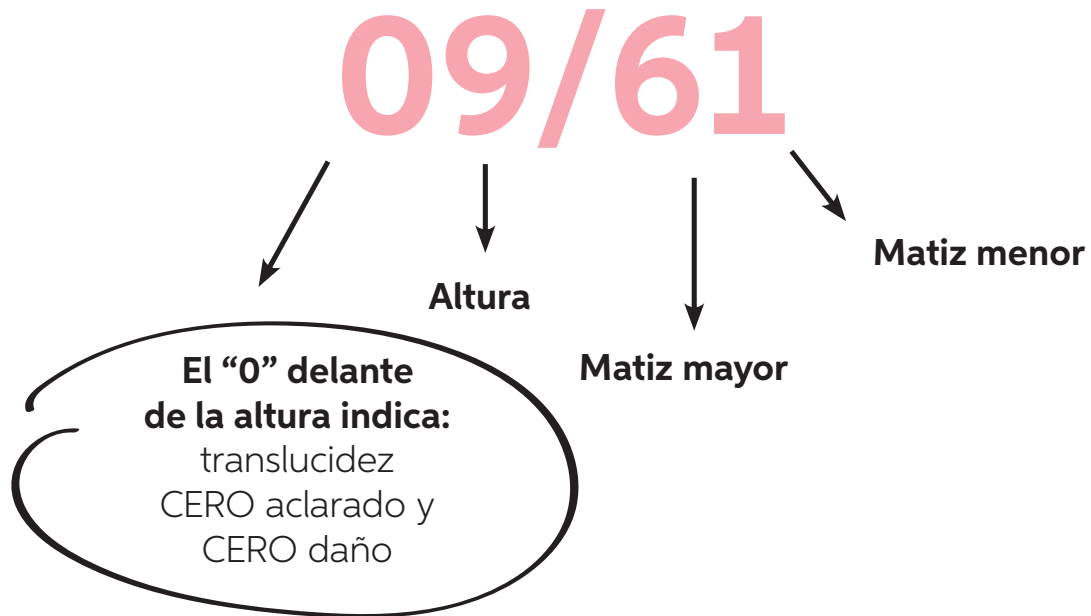 09/61
Matiz menor
Altura
Matiz mayor
El “0” delante
de la altura indica:
translucidez
CERO aclarado y
CERO daño